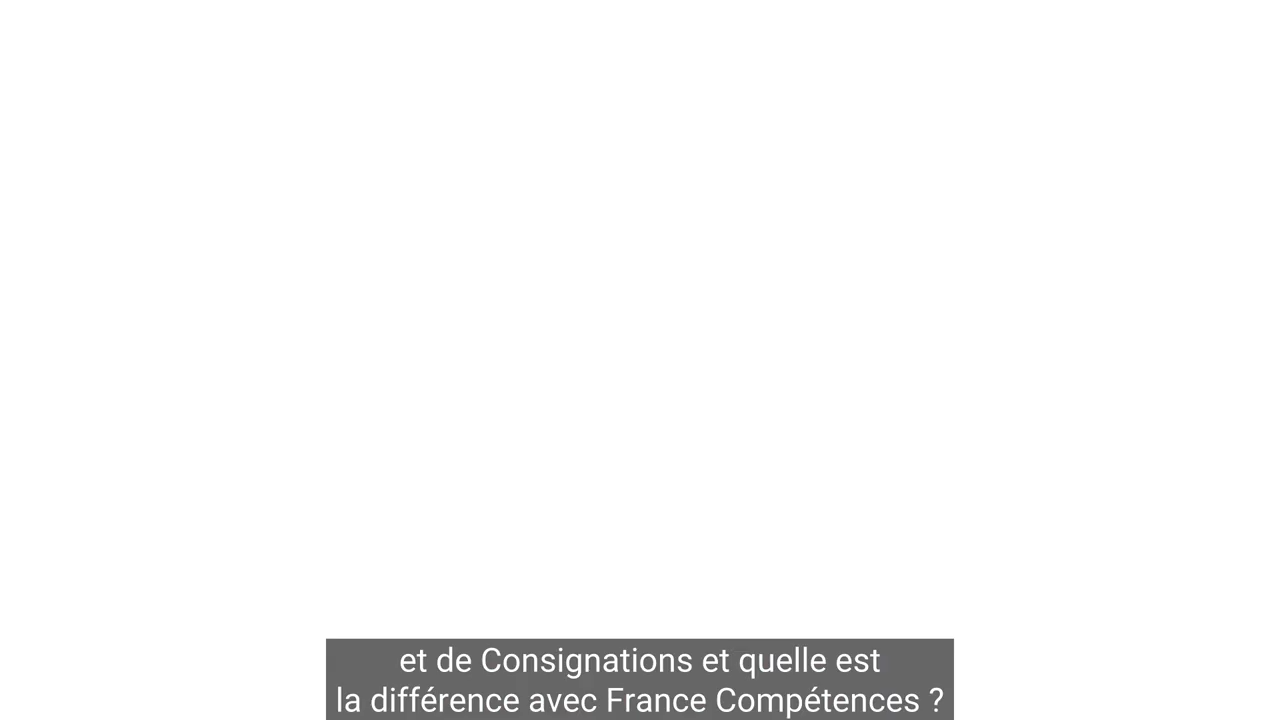 et de Consignations et quelle est
la différence avec France Compétences ?